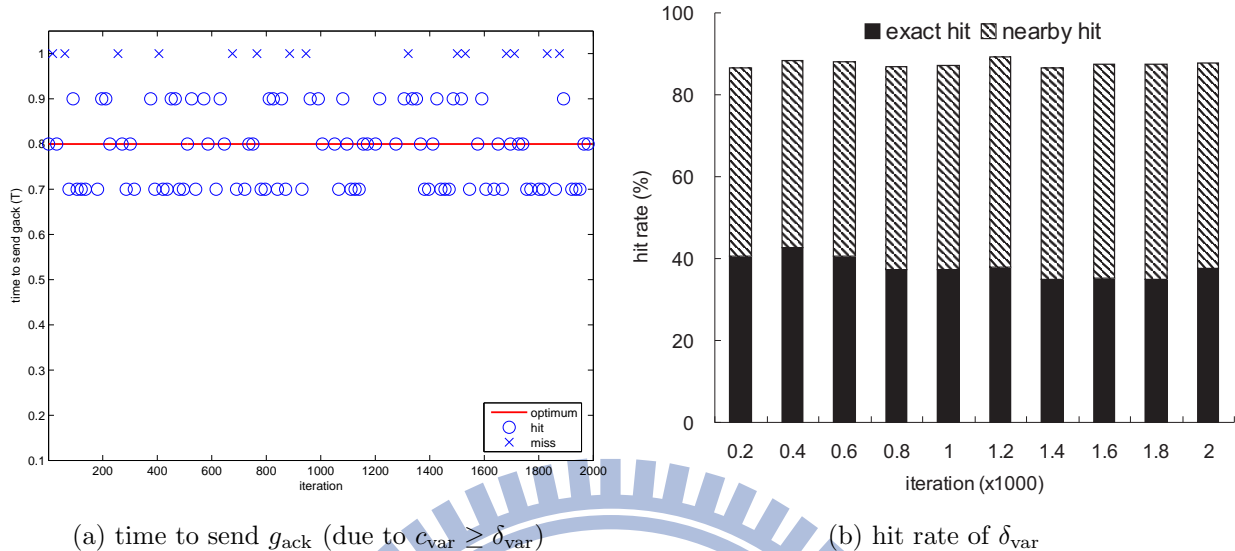 1
0.9
0.8
0.7
0.6
0.5
0.4
0.3
0.2
0.1
time to send gack (T)
200 400 600 800 1000 1200 1400 1600 1800 2000
iteration
optimum
hit
miss
(a) time to send g_ack (due to c_var ≥ δ_var)
exact hit nearby hit
100
80
60
40
20
0
hit rate (%)
0.2 0.4 0.6 0.8 1 1.2 1.4 1.6 1.8 2
iteration (x1000)
(b) hit rate of δ_var